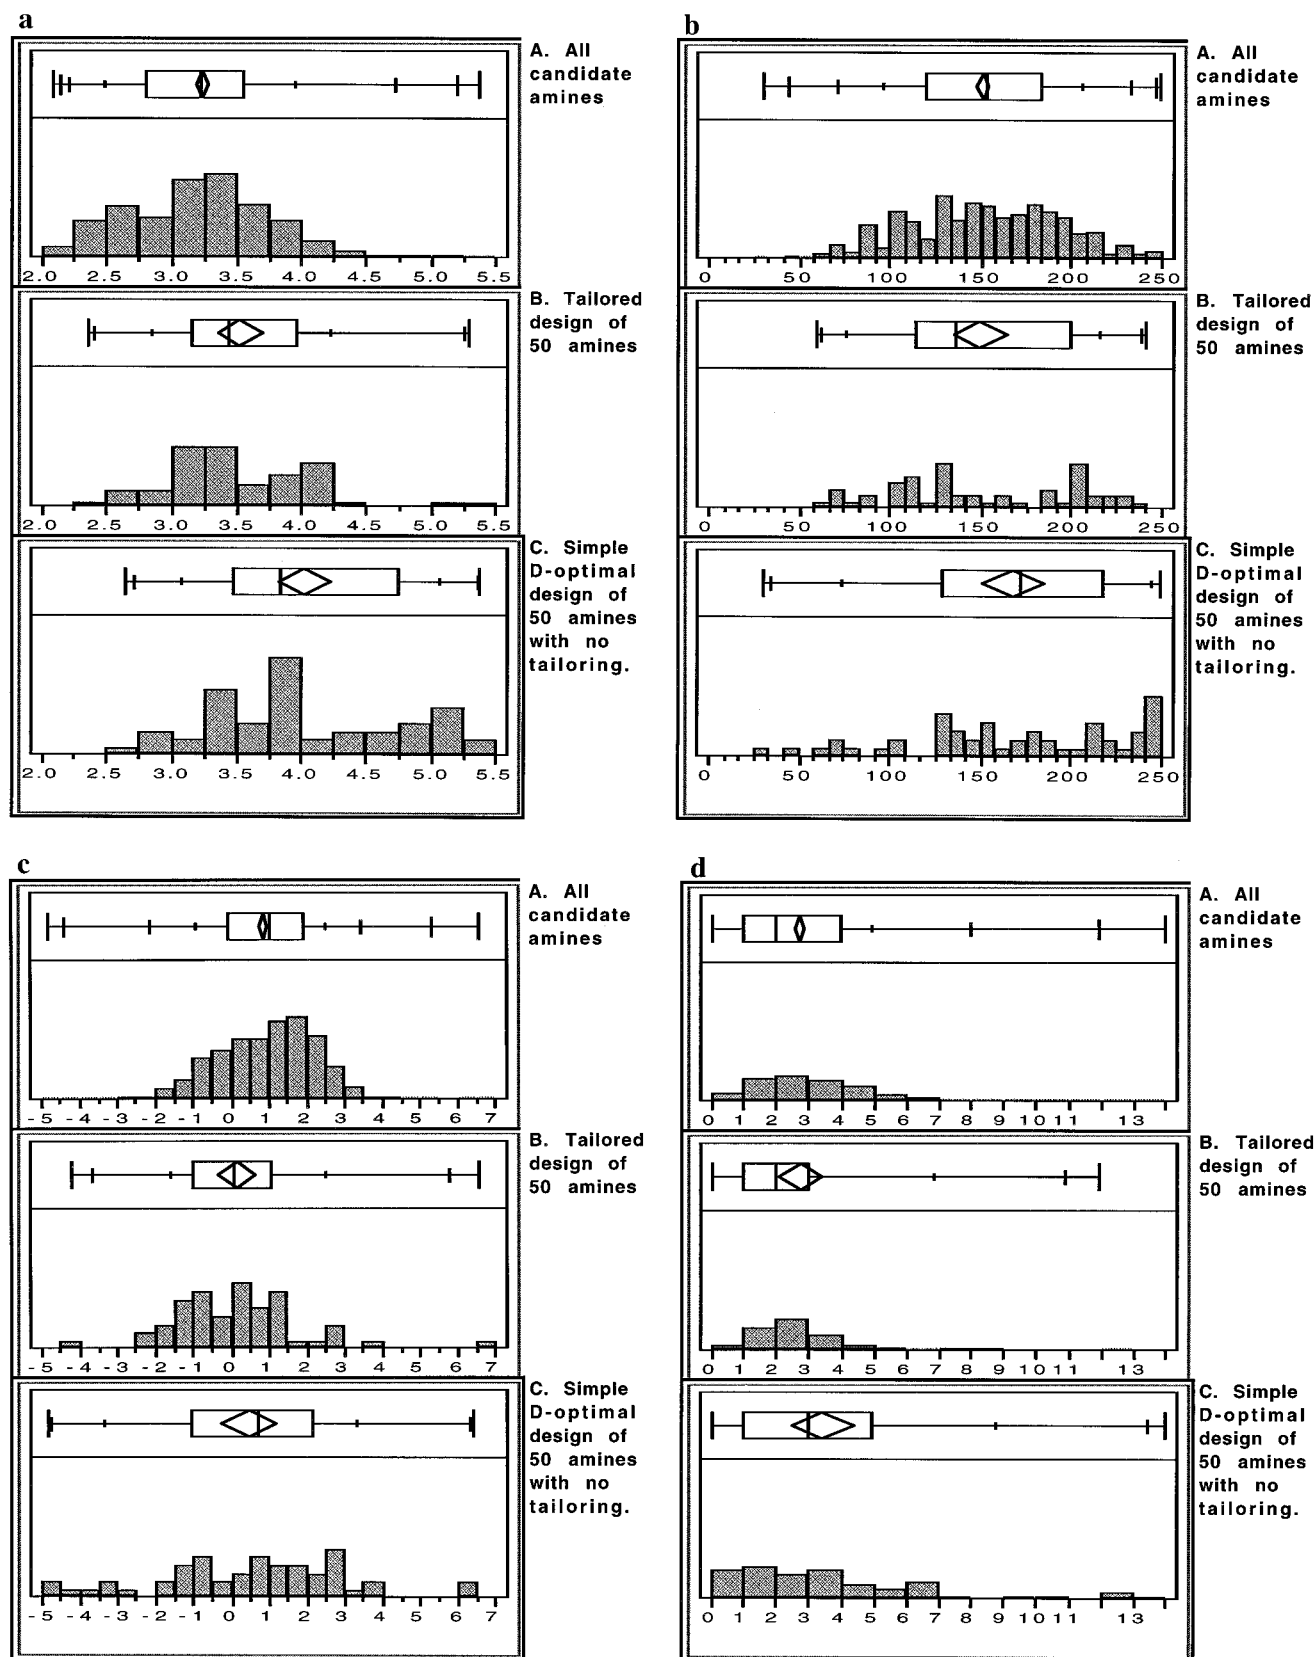 a
A. All
candidate
amines
2.0 2.5 3.0 3.5 4.0 4.5 5.0 5.5
B. Tailored
design of
50 amines
2.0 2.5 3.0 3.5 4.0 4.5 5.0 5.5
C. Simple
D-optimal
design of
50 amines
with no
tailoring.
2.0 2.5 3.0 3.5 4.0 4.5 5.0 5.5
b
A. All
candidate
amines
0 50 100 150 200 250
B. Tailored
design of
50 amines
0 50 100 150 200 250
C. Simple
D-optimal
design of
50 amines
with no
tailoring.
0 50 100 150 200 250
c
A. All
candidate
amines
-5 -4 -3 -2 -1 0 1 2 3 4 5 6 7
B. Tailored
design of
50 amines
-5 -4 -3 -2 -1 0 1 2 3 4 5 6 7
C. Simple
D-optimal
design of
50 amines
with no
tailoring.
-5 -4 -3 -2 -1 0 1 2 3 4 5 6 7
d
A. All
candidate
amines
0 1 2 3 4 5 6 7 8 9 10 11 13
B. Tailored
design of
50 amines
0 1 2 3 4 5 6 7 8 9 10 11 13
C. Simple
D-optimal
design of
50 amines
with no
tailoring.
0 1 2 3 4 5 6 7 8 9 10 11 13